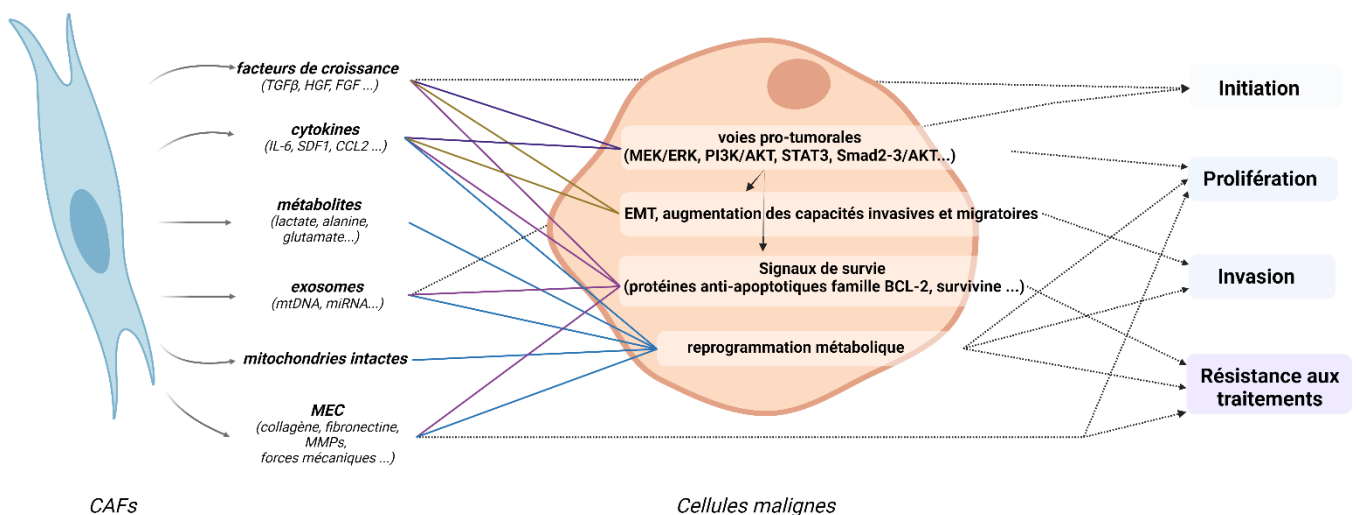 facteurs de croissance
(TGFβ, HGF, FGF ...)
cytokines
(IL-6, SDF1, CCL2 ...)
métabolites
(lactate, alanine,
glutamate...)
exosomes
(mtDNA, miRNA...)
mitochondries intactes
MEC
(collagène, fibronectine,
MMPs,
forces mécaniques ...)
voies pro-tumorales
(MEK/ERK, PI3K/AKT, STAT3, Smad2-3/AKT...)
EMT, augmentation des capacités invasives et migratoires
Signaux de survie
(protéines anti-apoptotiques famille BCL-2, survivine ...)
reprogrammation métabolique
Initiation
Prolifération
Invasion
Résistance aux
traitements
CAFs
Cellules malignes